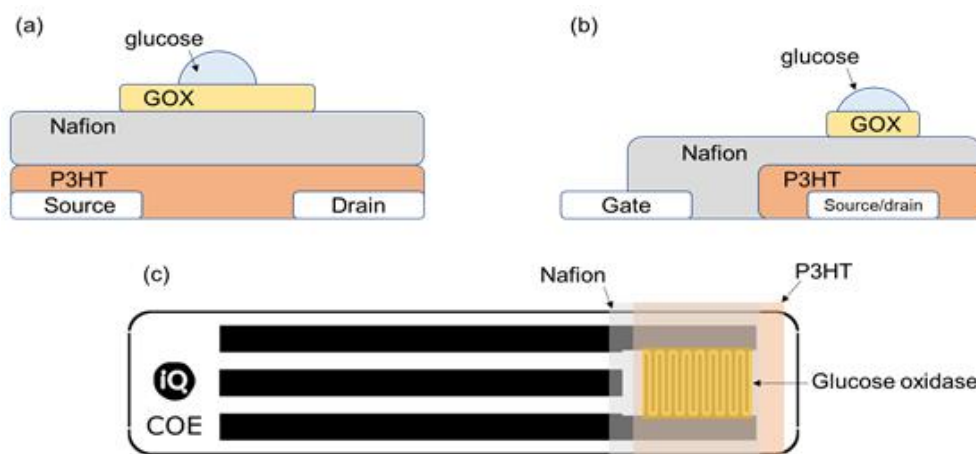 (a)
glucose
GOX
Nafion
P3HT
Source
Drain
(b)
glucose
GOX
Nafion
P3HT
Gate
Source/drain
(c)
Nafion
P3HT
iQ
COE
Glucose oxidase